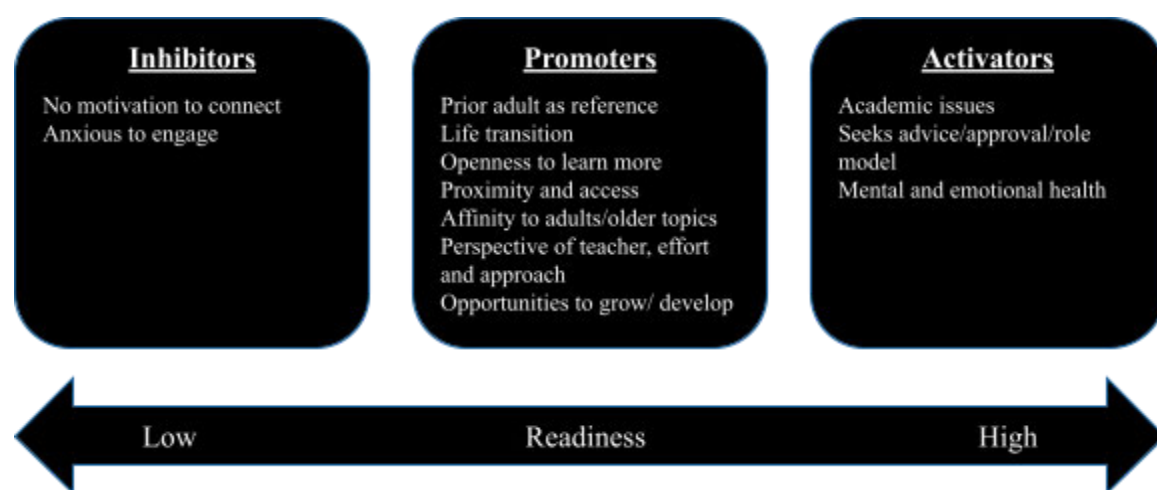 Inhibitors
No motivation to connect
Anxious to engage
Promoters
Prior adult as reference
Life transition
Openness to learn more
Proximity and access
Affinity to adults/older topics
Perspective of teacher, effort
and approach
Opportunities to grow/ develop
Activators
Academic issues
Seeks advice/approval/role
model
Mental and emotional health
Low Readiness High